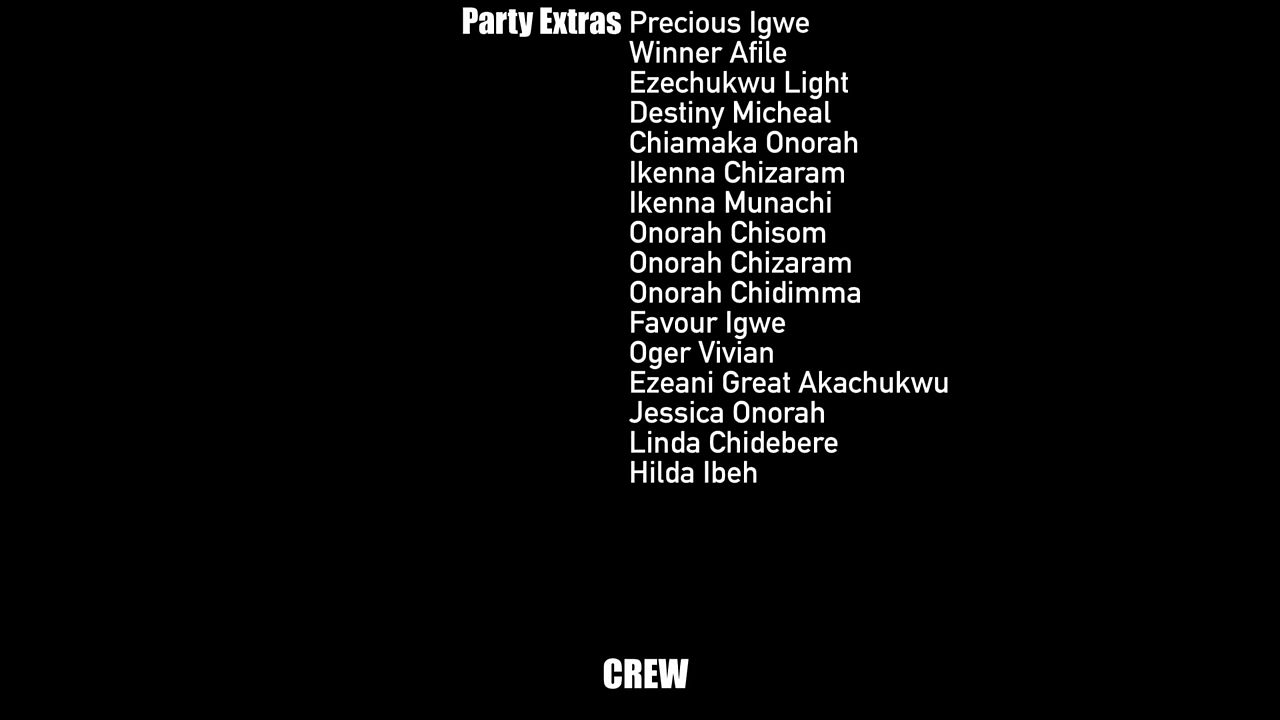 Party Extras Precious Igwe
Winner Afile
Ezechukwu Light
Destiny Micheal
Chiamaka Onorah
Ikenna Chizaram
Ikenna Munachi
Onorah Chisom
Onorah Chizaram
Onorah Chidimma
Favour Igwe
Oger Vivian
Ezeani Great Akachukwu
Jessica Onorah
Linda Chidebere
Hilda Ibeh
CREW